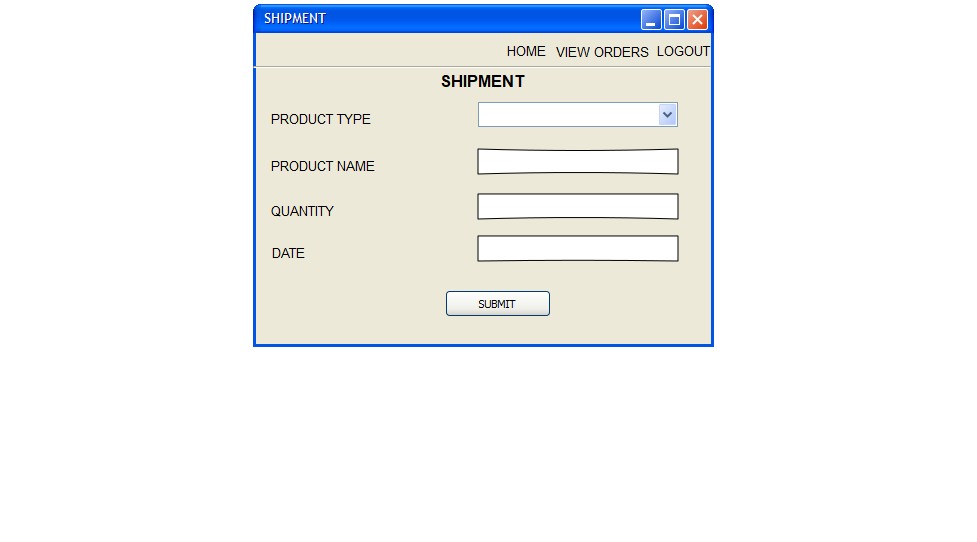 SHIPMENT
HOME VIEW ORDERS LOGOUT
SHIPMENT
PRODUCT TYPE
PRODUCT NAME
QUANTITY
DATE
SUBMIT